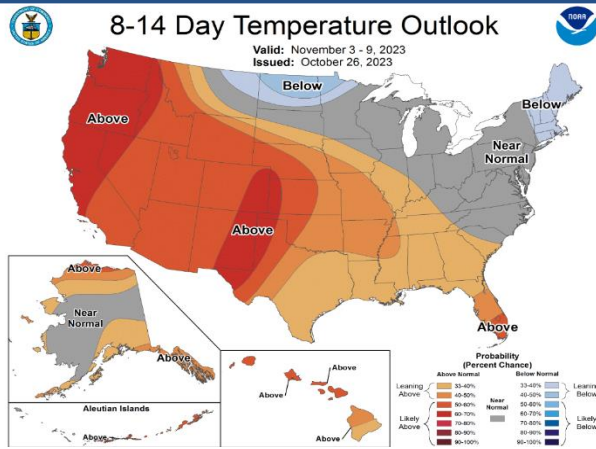 8-14 Day Temperature Outlook
NOAA
Valid: November 3 - 9, 2023
Issued: October 26, 2023
Below
Below
Above
Near
Normal
Above
Above
Above
Near
Normal
Above
Aleutian Islands
Above
Above
Above
Above
Probability
(Percent Chance)
Above Normal
Below Normal
Leaning
Above
33-40%
40-50%
Likely
Above
50-60%
60-70%
70-80%
80-90%
90-100%
Near
Normal
33-40%
40-50%
Leaning
Below
50-60%
60-70%
70-80%
80-90%
90-100%
Likely
Below